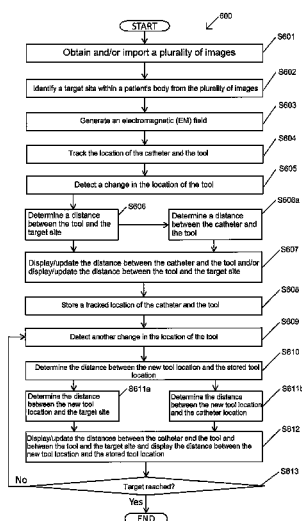 600
START
S601
Obtain and/or import a plurality of images
S602
Identify a target site within a patient's body from the plurality of images
S603
Generate an electromagnetic (EM) field
S604
Track the location of the catheter and the tool
S605
Detect a change in the location of the tool
S606
Determine a distance
between the tool and the
target site
S608a
Determine a distance
between the catheter and
the tool
S607
Display/update the distance between the catheter and the tool and/or
display/update the distance between the tool and the target site
S608
Store a tracked location of the catheter and the tool
S609
Detect another change in the location of the tool
S610
Determine the distance between the new tool location and the stored tool
location
S611a
Determine the distance
between the new tool
location and the target site
S611b
Determine the distance
between the new tool location
and the catheter location
S612
Display/update the distances between the catheter and the tool and
between the tool and the target site and display the distance between the
new tool location and the stored tool location
S613
No
Target reached?
Yes
END